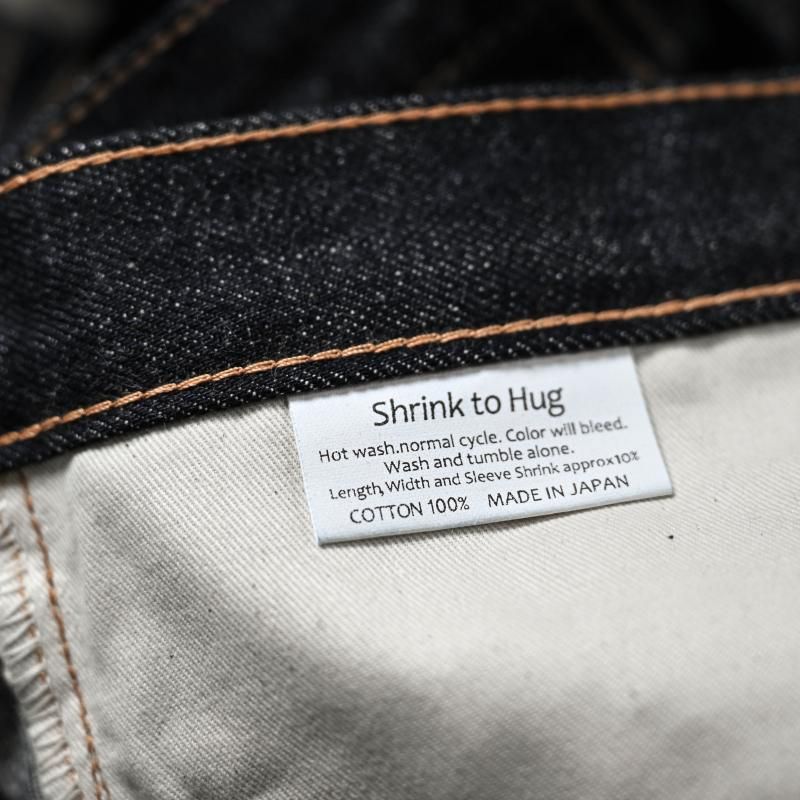 Shrink to Hug
Hot wash.normal cycle. Color will bleed.
Wash and tumble alone.
Length,Width and Sleeve Shrink approx10%
COTTON 100% MADE IN JAPAN